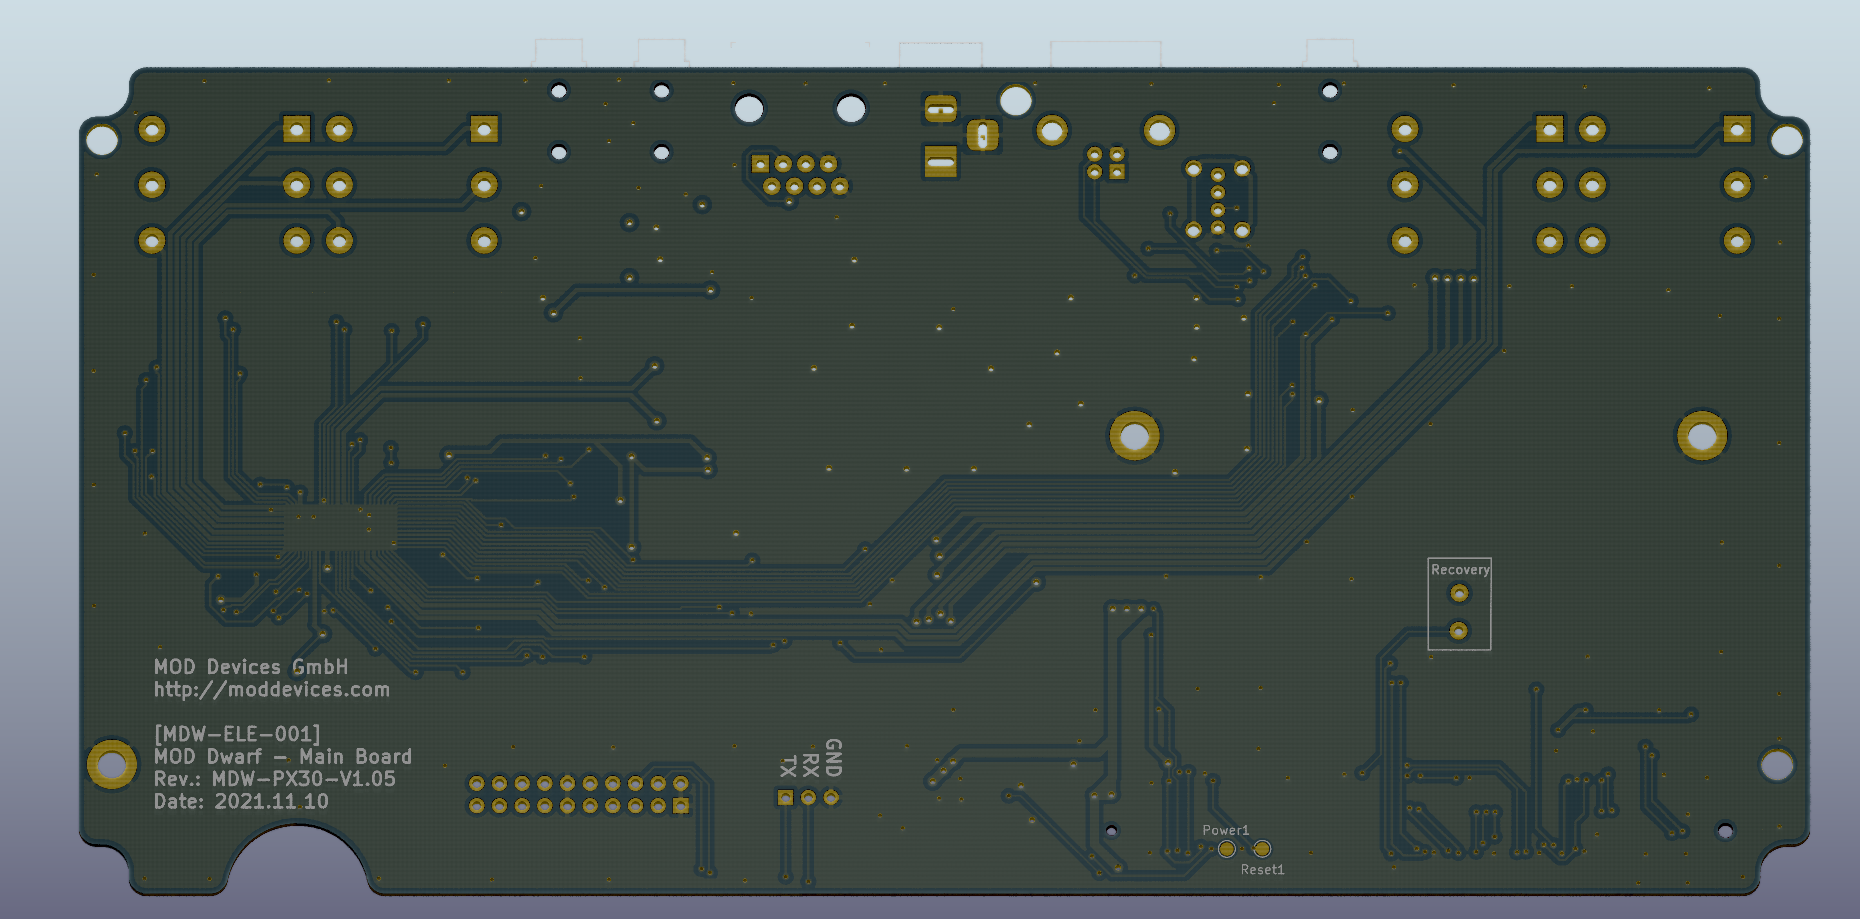 Recovery
MOD Devices GmbH
http://moddevices.com
[MDW-ELE-001]
MOD Dwarf - Main Board
Rev.: MDW-PX30-V1.05
Date: 2021.11.10
TX
RX
GND
Power1
Reset1